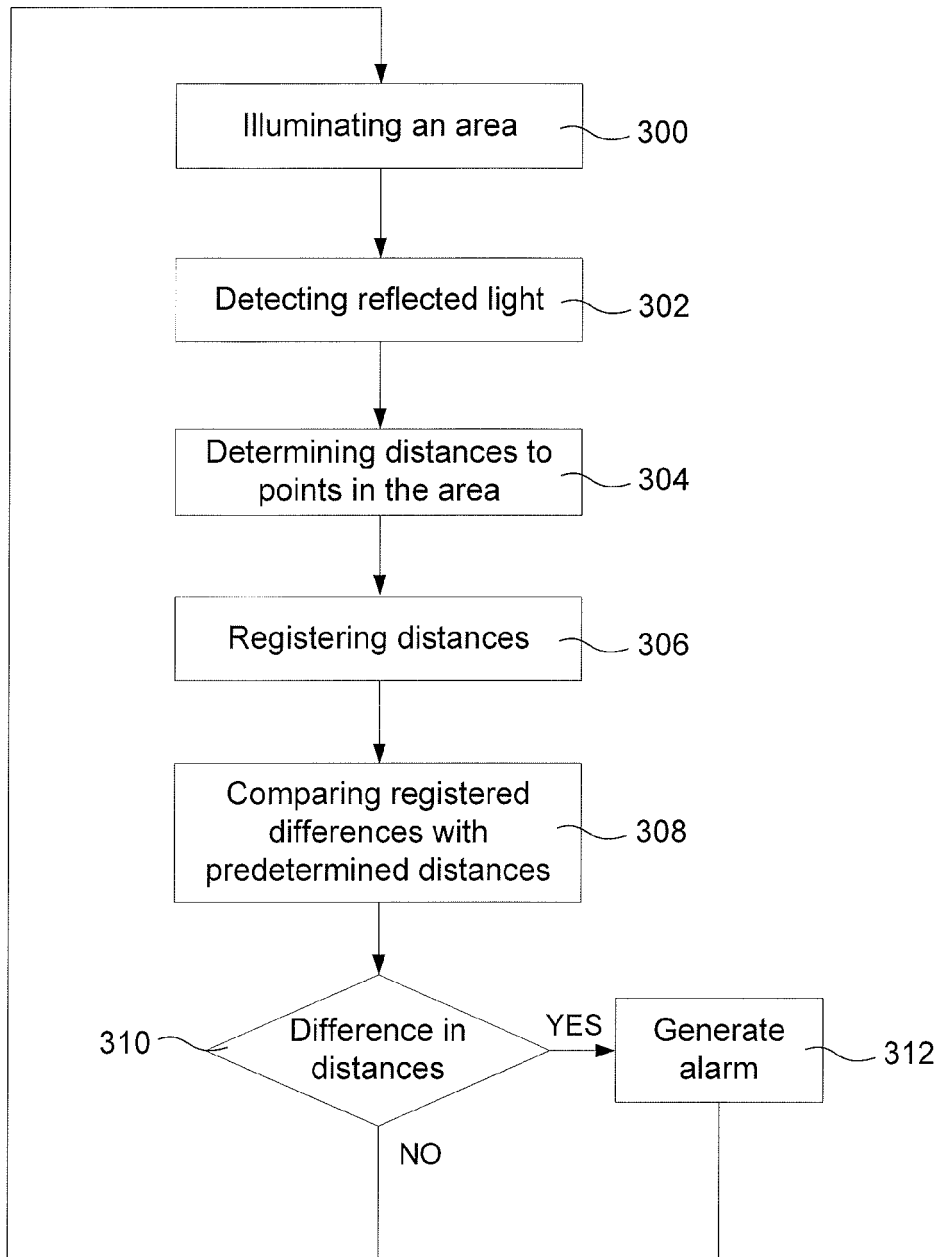 Illuminating an area
300
Detecting reflected light
302
Determining distances to
points in the area
304
Registering distances
306
Comparing registered
differences with
predetermined distances
308
310
Difference in
distances
YES
Generate
alarm
312
NO